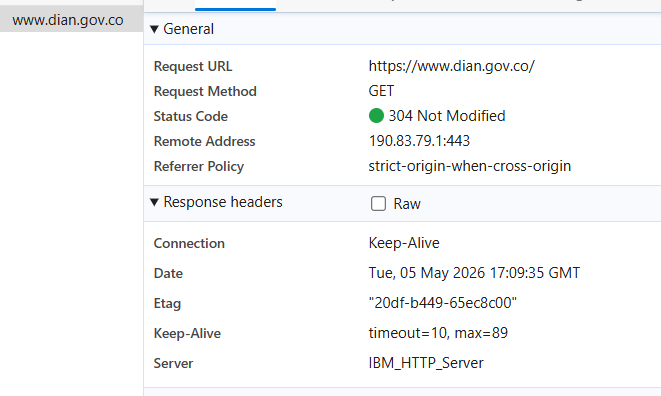 www.dian.gov.co
General
Request URL https://www.dian.gov.co/
Request Method GET
Status Code 304 Not Modified
Remote Address 190.83.79.1:443
Referrer Policy strict-origin-when-cross-origin
Response headers Raw
Connection Keep-Alive
Date Tue, 05 May 2026 17:09:35 GMT
Etag "20df-b449-65ec8c00"
Keep-Alive timeout=10, max=89
Server IBM_HTTP_Server